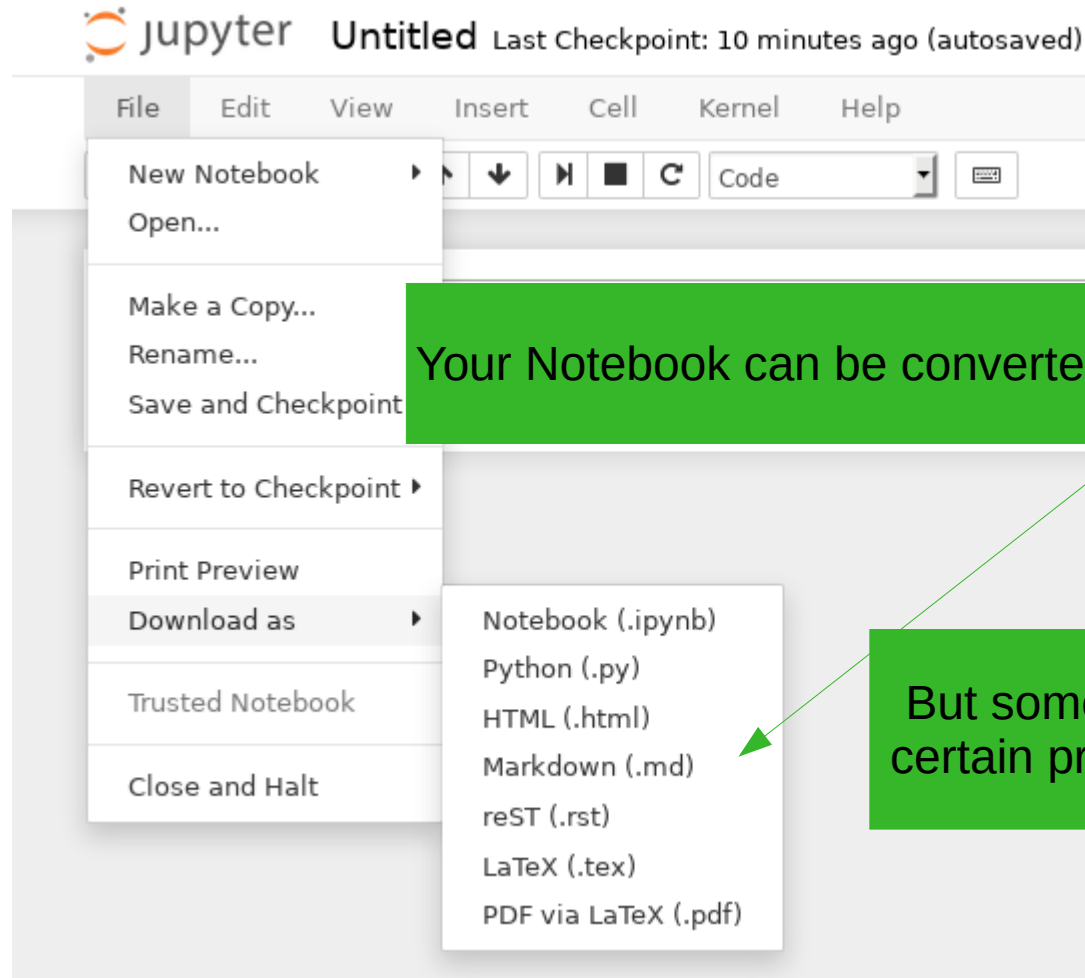 jupyter Untitled Last Checkpoint: 10 minutes ago (autosaved)
File Edit View Insert Cell Kernel Help
New Notebook
Code
Open...
Make a Copy...
Rename...
Save and Checkpoint
Your Notebook can be converte
Revert to Checkpoint
Print Preview
Download as
Notebook (.ipynb)
Python (.py)
HTML (.html)
Markdown (.md)
reST (.rst)
LaTeX (.tex)
PDF via LaTeX (.pdf)
Trusted Notebook
Close and Halt
But some
certain pr